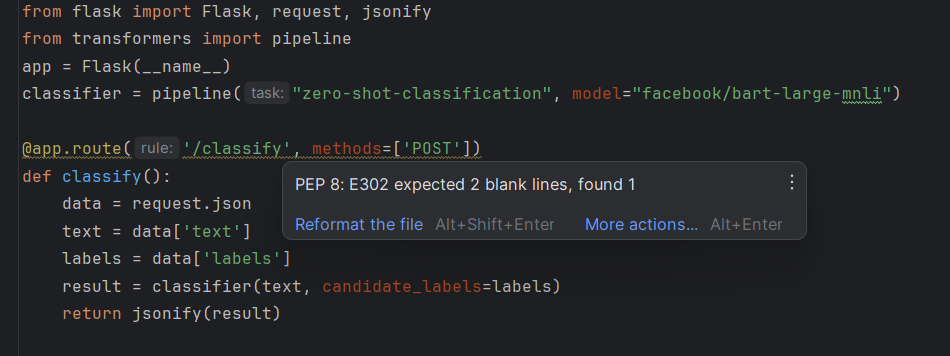 from flask import Flask, request, jsonify
from transformers import pipeline
app = Flask(__name__)
classifier = pipeline( task: "zero-shot-classification", model="facebook/bart-large-mnli")
@app.route( rule: '/classify', methods=['POST'])
def classify():
    data = request.json
    text = data['text']
    labels = data['labels']
    result = classifier(text, candidate_labels=labels)
    return jsonify(result)
PEP 8: E302 expected 2 blank lines, found 1
Reformat the file Alt+Shift+Enter More actions... Alt+Enter